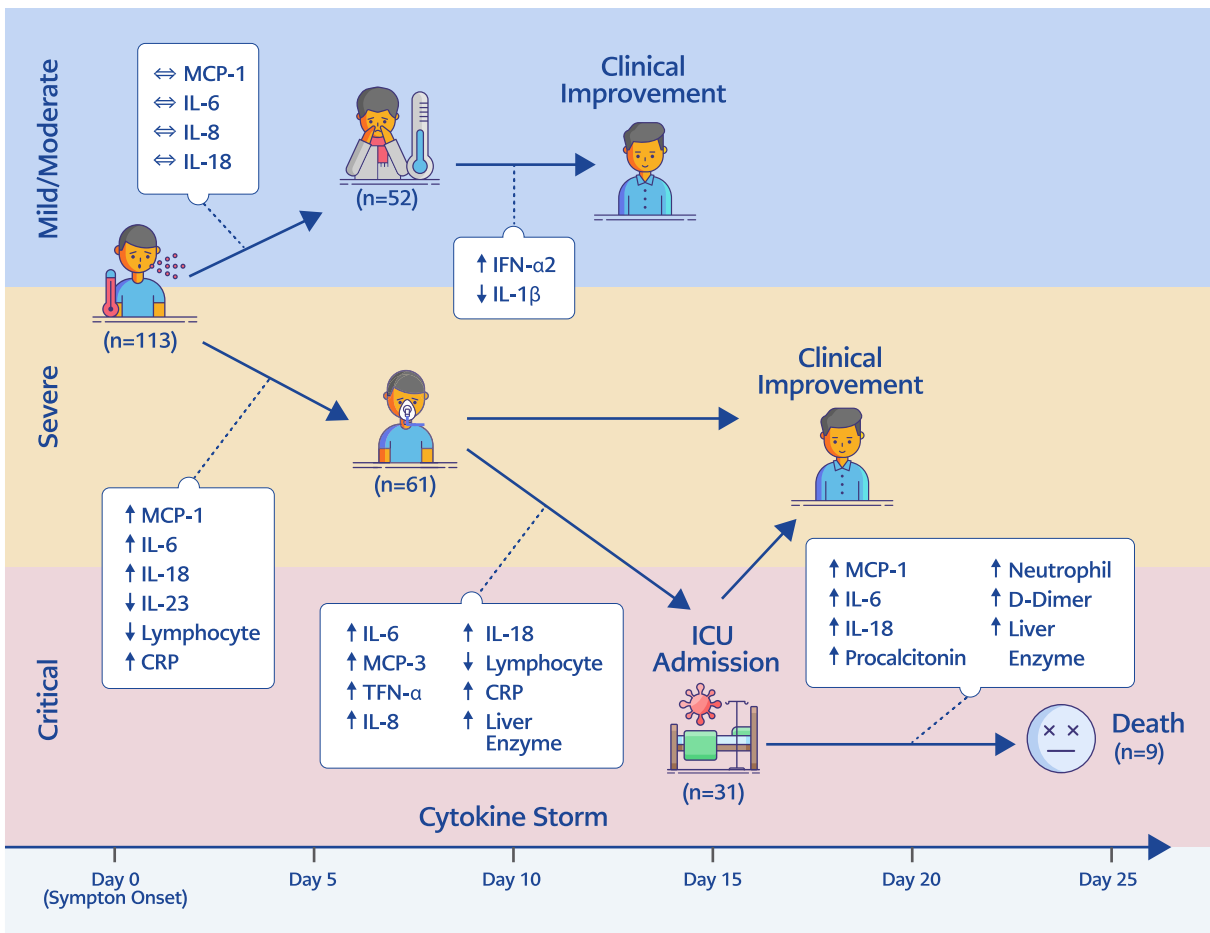 Mild/Moderate
⇔ MCP-1
⇔ IL-6
⇔ IL-8
⇔ IL-18
(n=52)
Clinical
Improvement
↑ IFN-α2
↓ IL-1β
(n=113)
Severe
(n=61)
Clinical
Improvement
↑ MCP-1
↑ IL-6
↑ IL-18
↓ IL-23
↓ Lymphocyte
↑ CRP
Critical
↑ IL-6
↑ MCP-3
↑ TFN-α
↑ IL-8
↑ IL-18
↓ Lymphocyte
↑ CRP
↑ Liver
Enzyme
ICU
Admission
(n=31)
↑ MCP-1
↑ IL-6
↑ IL-18
↑ Procalcitonin
↑ Neutrophil
↑ D-Dimer
↑ Liver
Enzyme
Death
(n=9)
Cytokine Storm
Day 0
(Sympton Onset)
Day 5
Day 10
Day 15
Day 20
Day 25